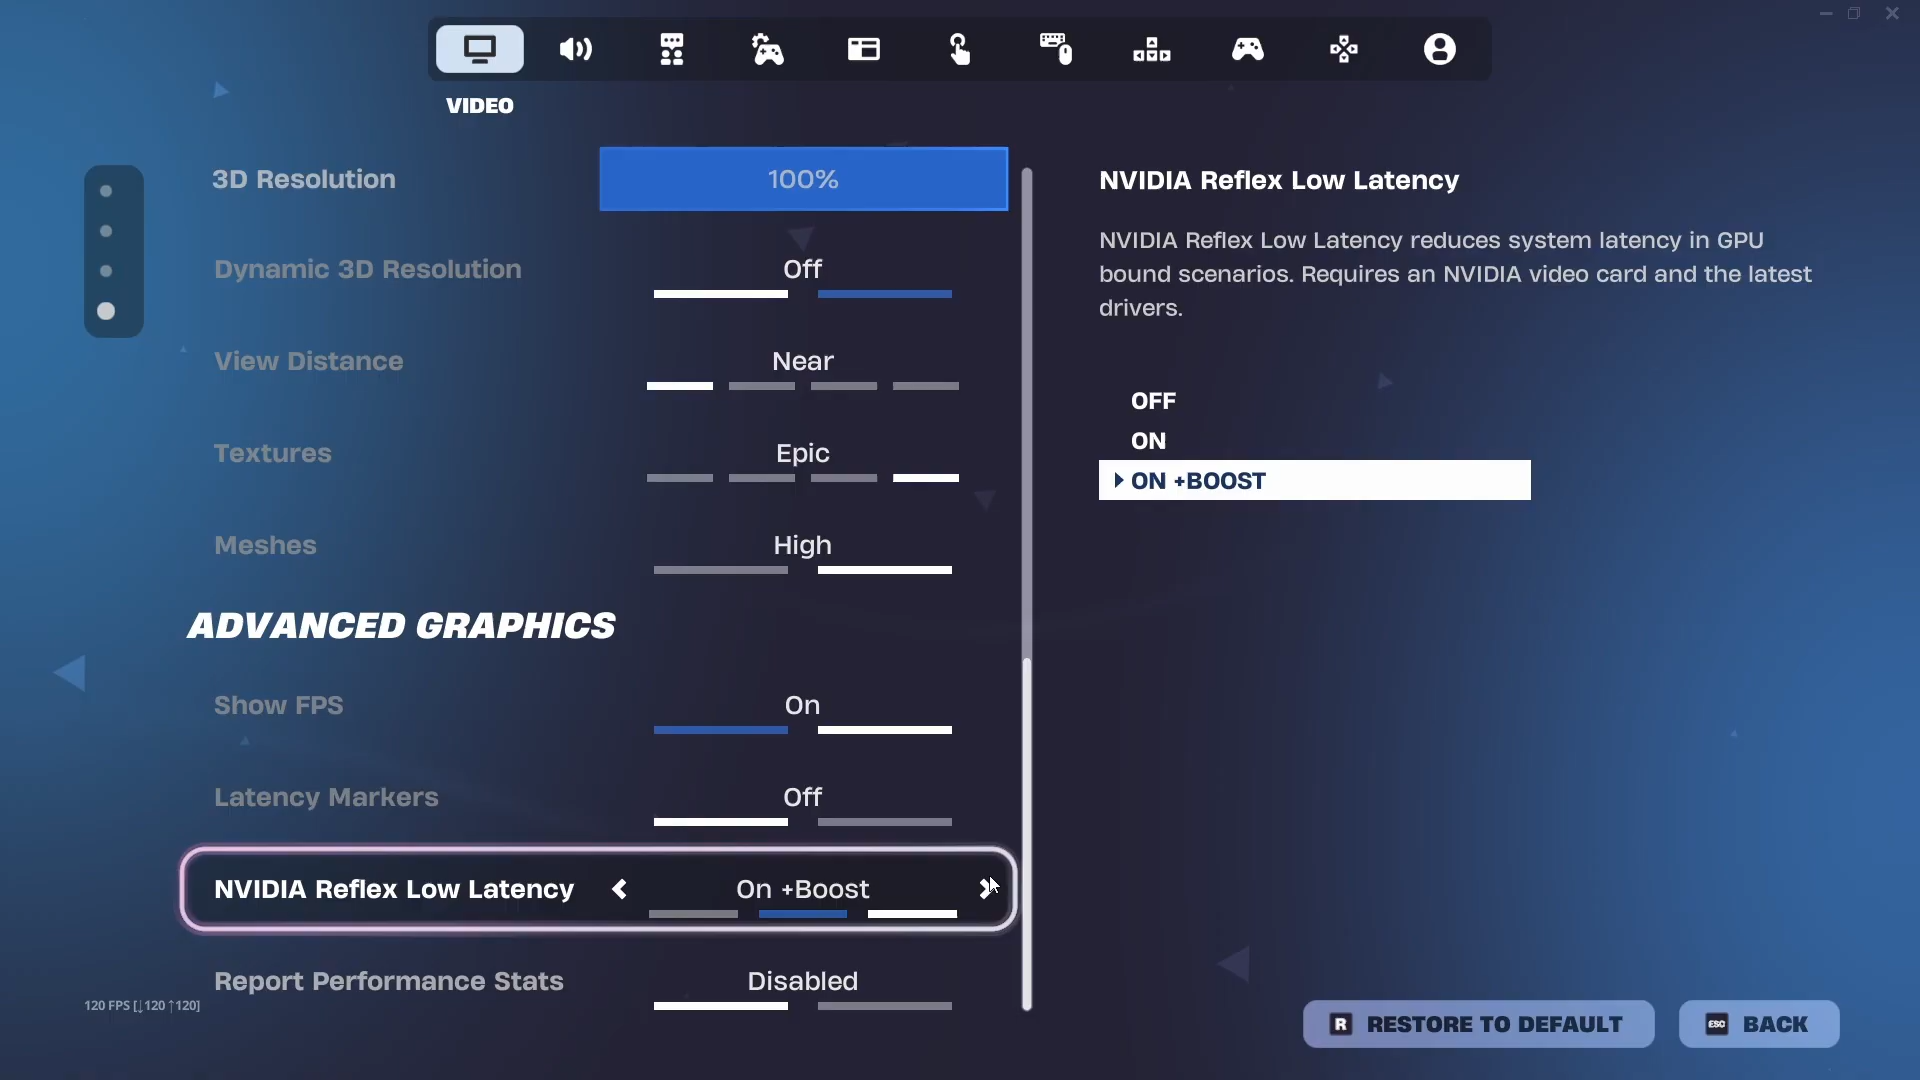 VIDEO
3D Resolution 100%
Dynamic 3D Resolution Off
View Distance Near
Textures Epic
Meshes High
ADVANCED GRAPHICS
Show FPS On
Latency Markers Off
NVIDIA Reflex Low Latency On +Boost
Report Performance Stats Disabled
120 FPS [↓120 ↑120]
NVIDIA Reflex Low Latency
NVIDIA Reflex Low Latency reduces system latency in GPU
bound scenarios. Requires an NVIDIA video card and the latest
drivers.
OFF
ON
ON +BOOST
R RESTORE TO DEFAULT
ESC BACK